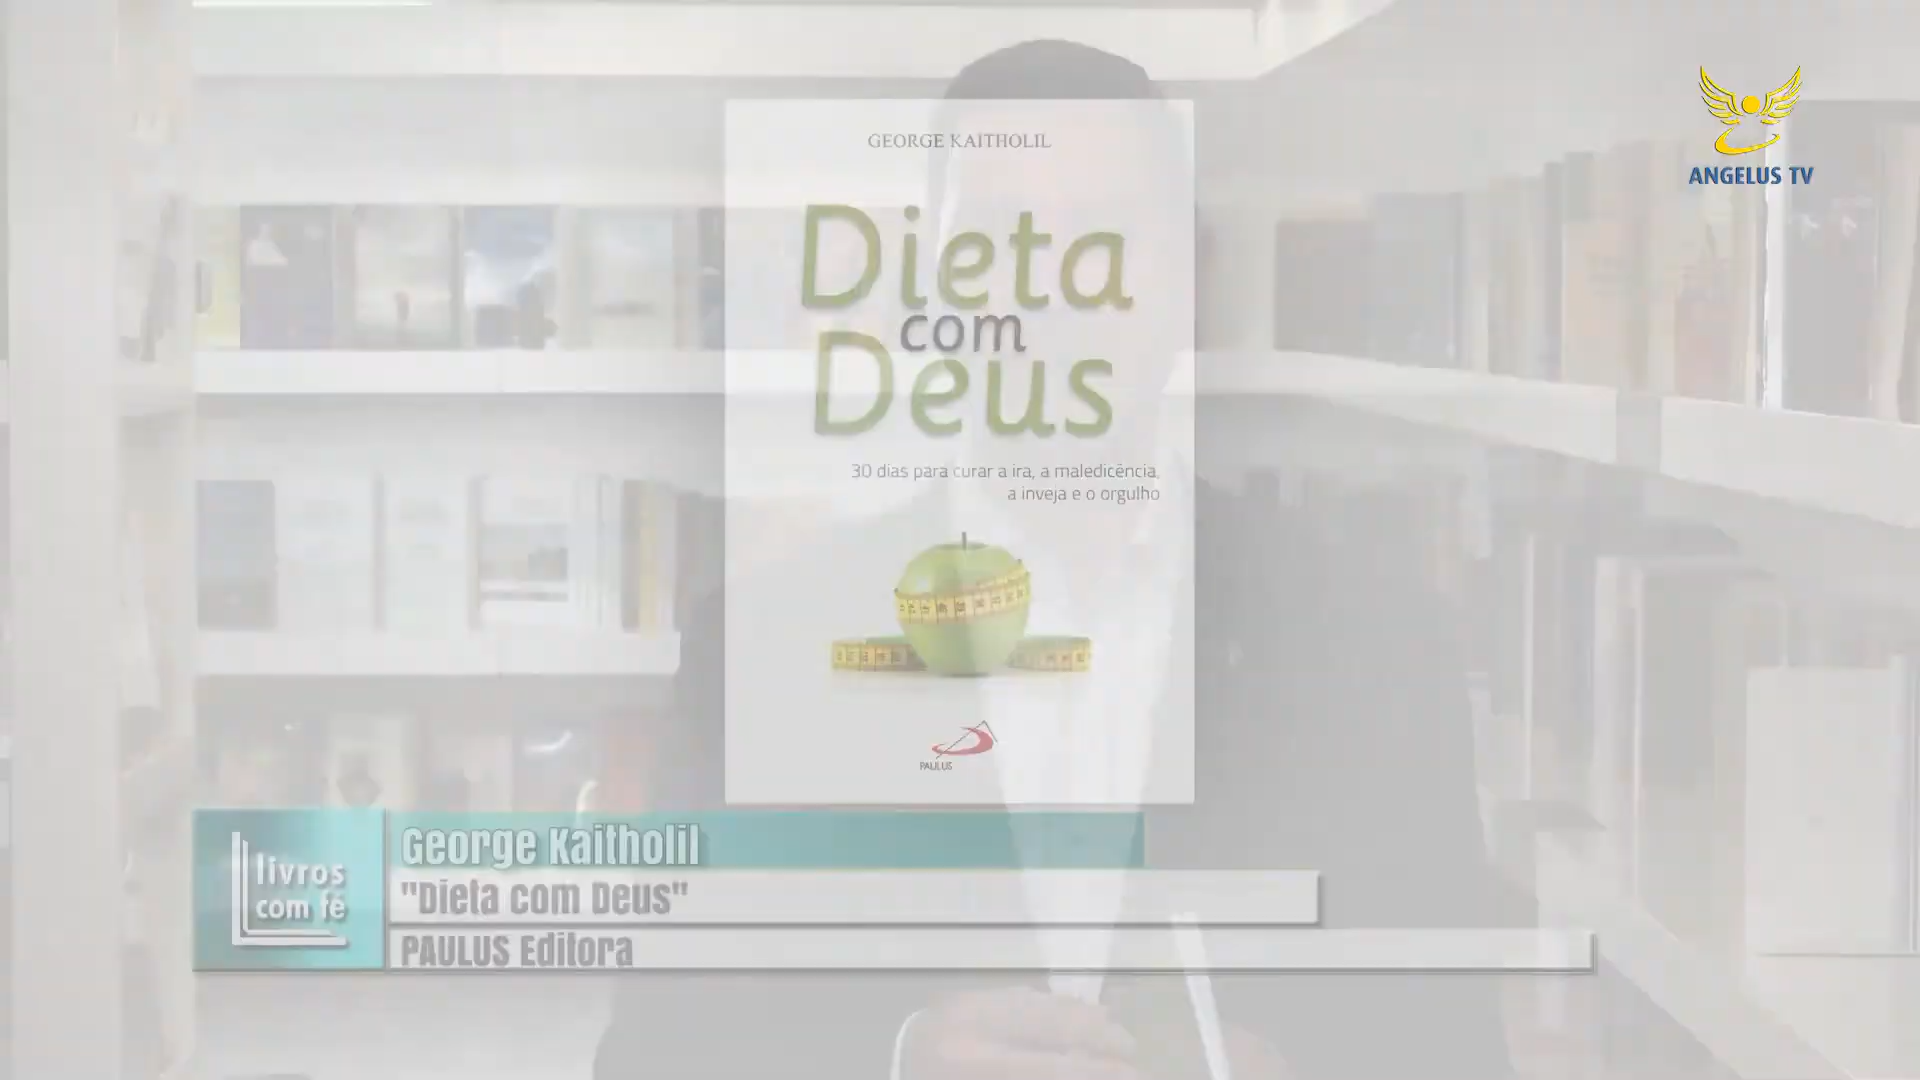 ANGELUS TV
GEORGE KAITHOLIL
Dieta
com
Deus
30 dias para curar a ira, a maledicência,
a inveja e o orgulho
PAULUS
livros
com fé
George Kaitholil
"Dieta com Deus"
PAULUS Editora